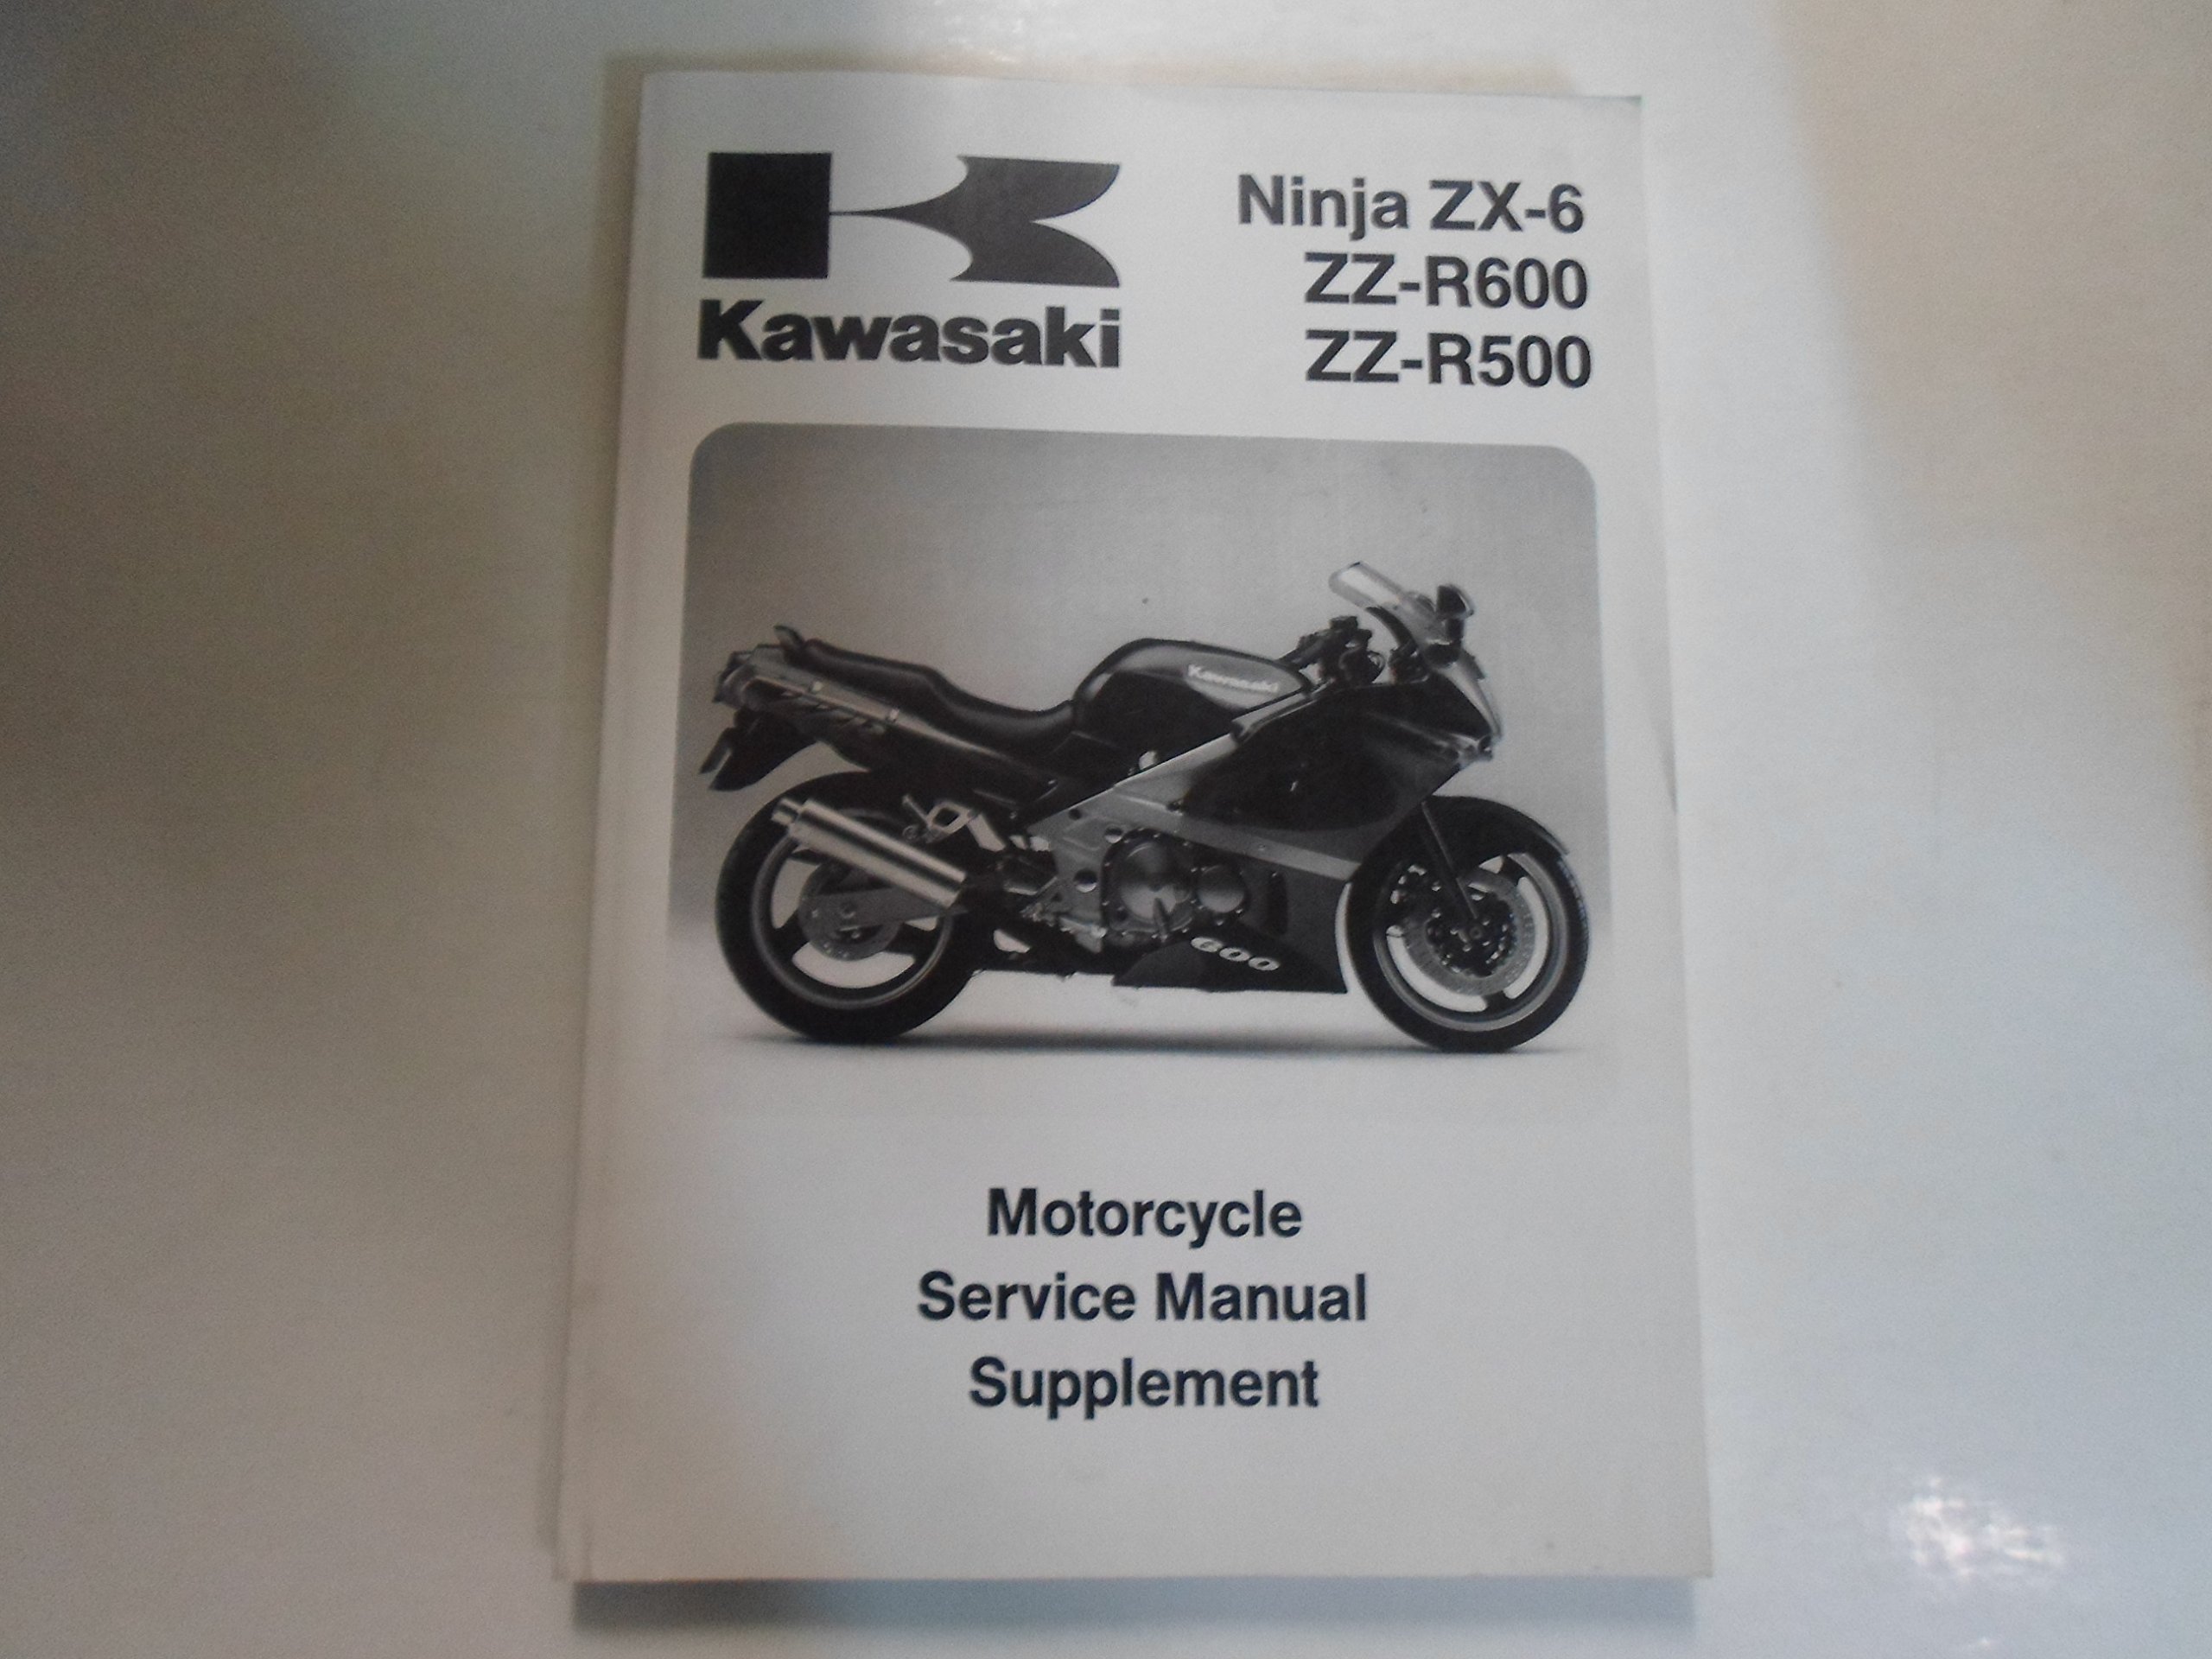 Kawasaki
Ninja ZX-6
ZZ-R600
ZZ-R500
Kawasaki
600
Motorcycle
Service Manual
Supplement